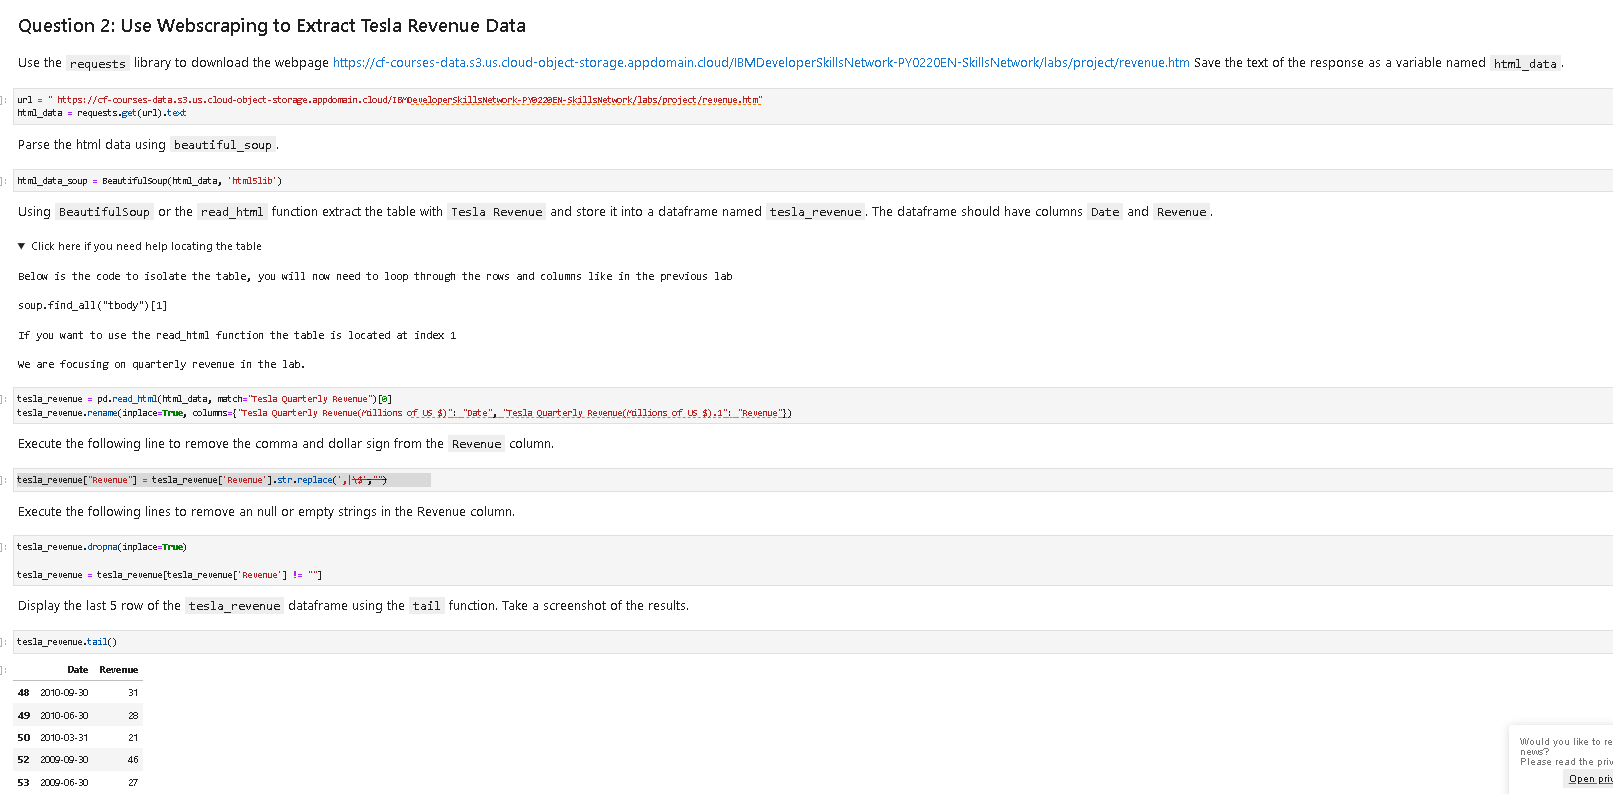 Question 2: Use Webscraping to Extract Tesla Revenue Data
Use the requests library to download the webpage https://cf-courses-data.s3.us.cloud-object-storage.appdomain.cloud/IBMDeveloperSkillsNetwork-PY0220EN-SkillsNetwork/labs/project/revenue.htm Save the text of the response as a variable named html_data.
]: url = " https://cf-courses-data.s3.us.cloud-object-storage.appdomain.cloud/IBMDeveloperSkillsNetwork-PY0220EN-SkillsNetwork/labs/project/revenue.htm"
html_data = requests.get(url).text
Parse the html data using beautiful_soup.
]: html_data_soup = BeautifulSoup(html_data, 'html5lib')
Using BeautifulSoup or the read_html function extract the table with Tesla Revenue and store it into a dataframe named tesla_revenue. The dataframe should have columns Date and Revenue.
▼ Click here if you need help locating the table
Below is the code to isolate the table, you will now need to loop through the rows and columns like in the previous lab
soup.find_all("tbody")[1]
If you want to use the read_html function the table is located at index 1
We are focusing on quarterly revenue in the lab.
]: tesla_revenue = pd.read_html(html_data, match="Tesla Quarterly Revenue")[0]
tesla_revenue.rename(inplace=True, columns={"Tesla Quarterly Revenue(Millions of US $)": "Date", "Tesla Quarterly Revenue(Millions of US $).1": "Revenue"})
Execute the following line to remove the comma and dollar sign from the Revenue column.
]: tesla_revenue["Revenue"] = tesla_revenue['Revenue'].str.replace(',|\$',"")
Execute the following lines to remove an null or empty strings in the Revenue column.
]: tesla_revenue.dropna(inplace=True)
tesla_revenue = tesla_revenue[tesla_revenue['Revenue'] != ""]
Display the last 5 row of the tesla_revenue dataframe using the tail function. Take a screenshot of the results.
]: tesla_revenue.tail()
]: Date Revenue
48 2010-09-30 31
49 2010-06-30 28
50 2010-03-31 21
52 2009-09-30 46
53 2009-06-30 27
Would you like to re
news?
Please read the priv
Open priv